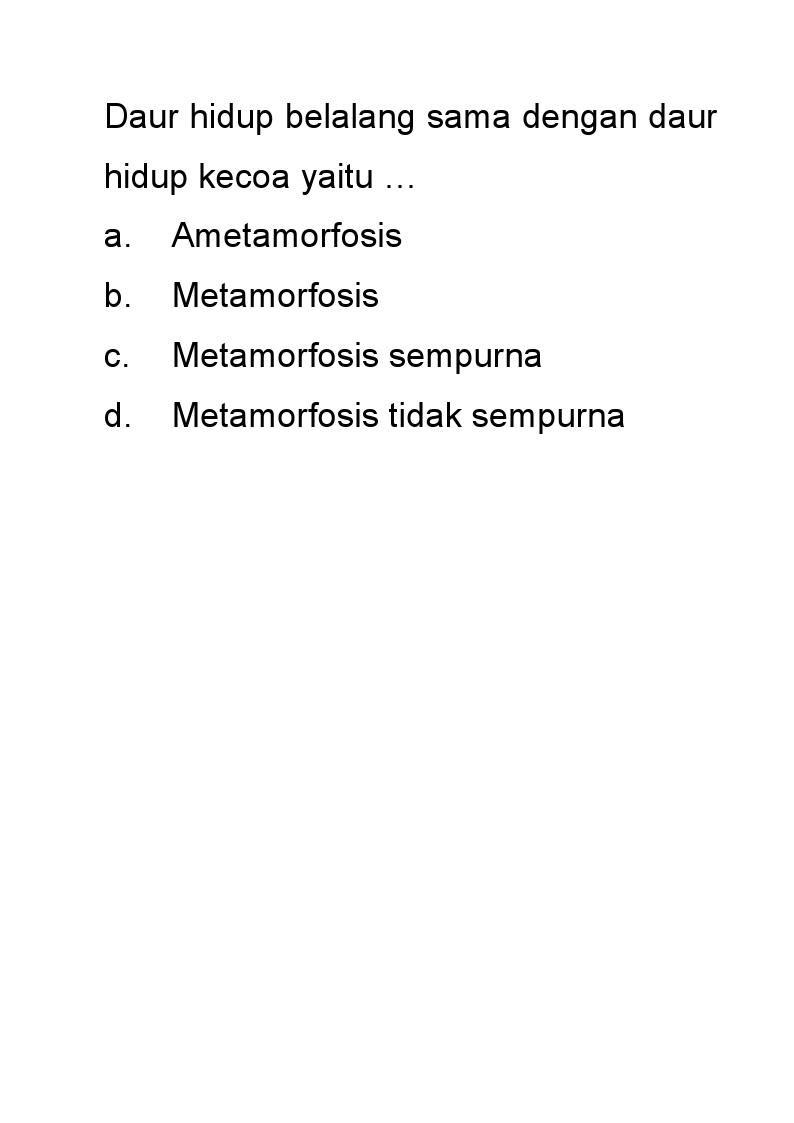 Daur hidup belalang sama dengan daur
hidup kecoa yaitu …
a. Ametamorfosis
b. Metamorfosis
c. Metamorfosis sempurna
d. Metamorfosis tidak sempurna